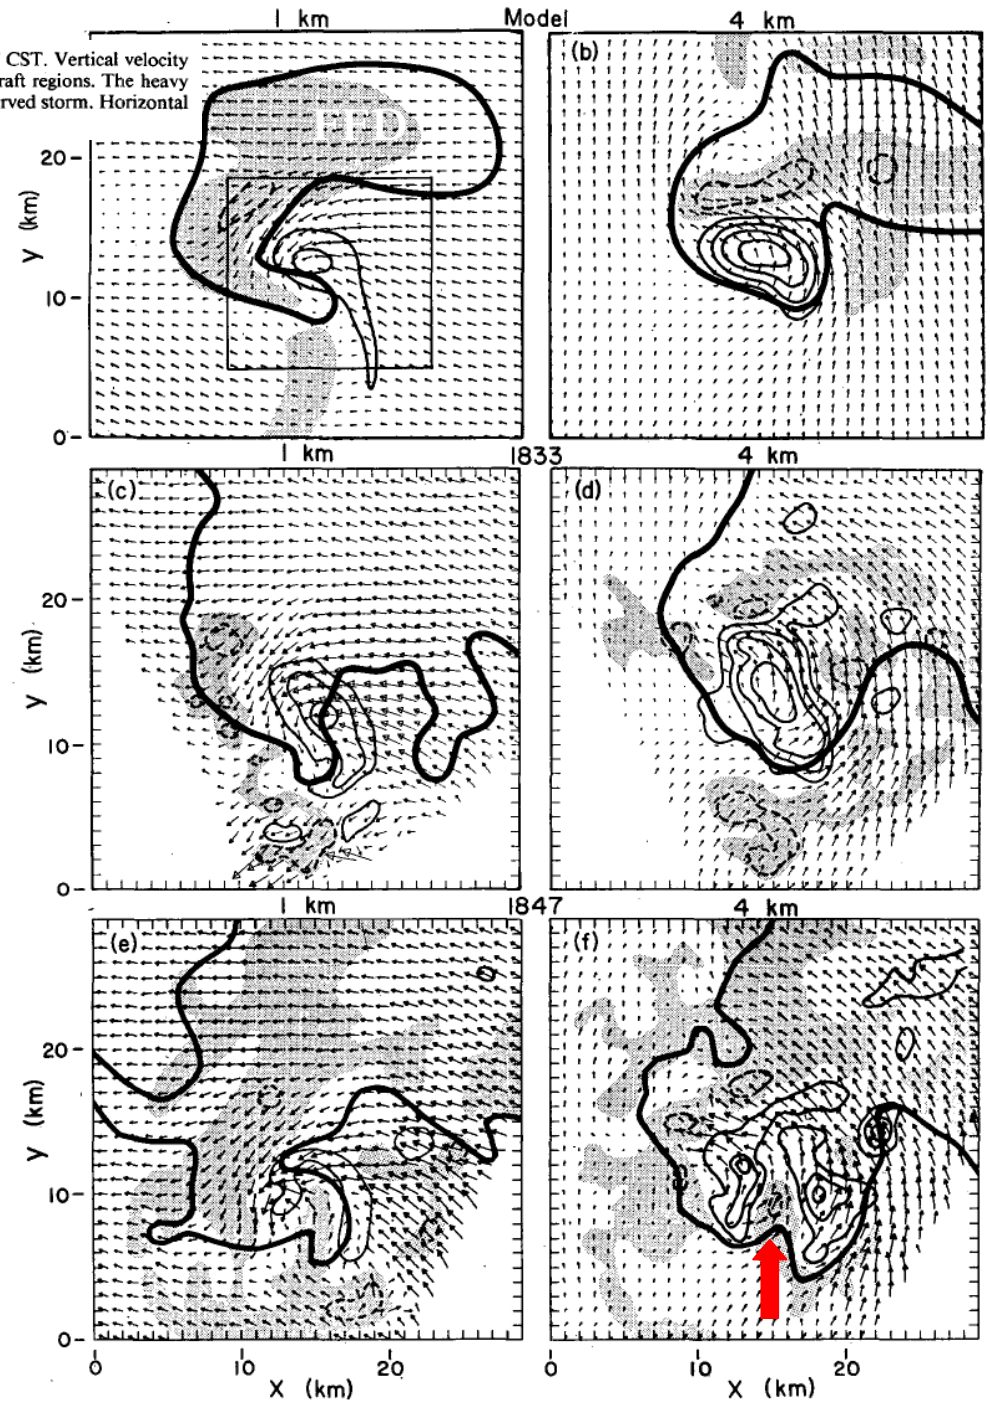 1 km Model 4 km
CST. Vertical velocity
raft regions. The heavy
rved storm. Horizontal
(b)
FFD
20
10
0
y (km)
1 km 1833 4 km
(c)
(d)
20
10
0
y (km)
1 km 1847 4 km
(e)
(f)
20
10
0
y (km)
0 10 20 0 10 20
X (km) X (km)